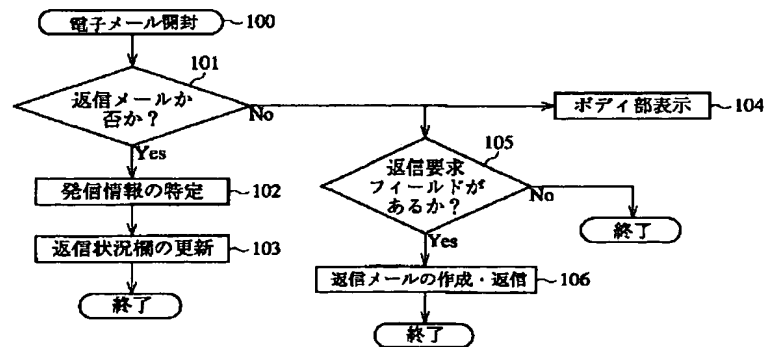 電子メール開封
100
101
返信メールか
否か？
No
ボディ部表示
104
Yes
105
返信要求
フィールドが
あるか？
No
発信情報の特定
102
終了
Yes
返信状況欄の更新
103
返信メールの作成・返信
106
終了
終了